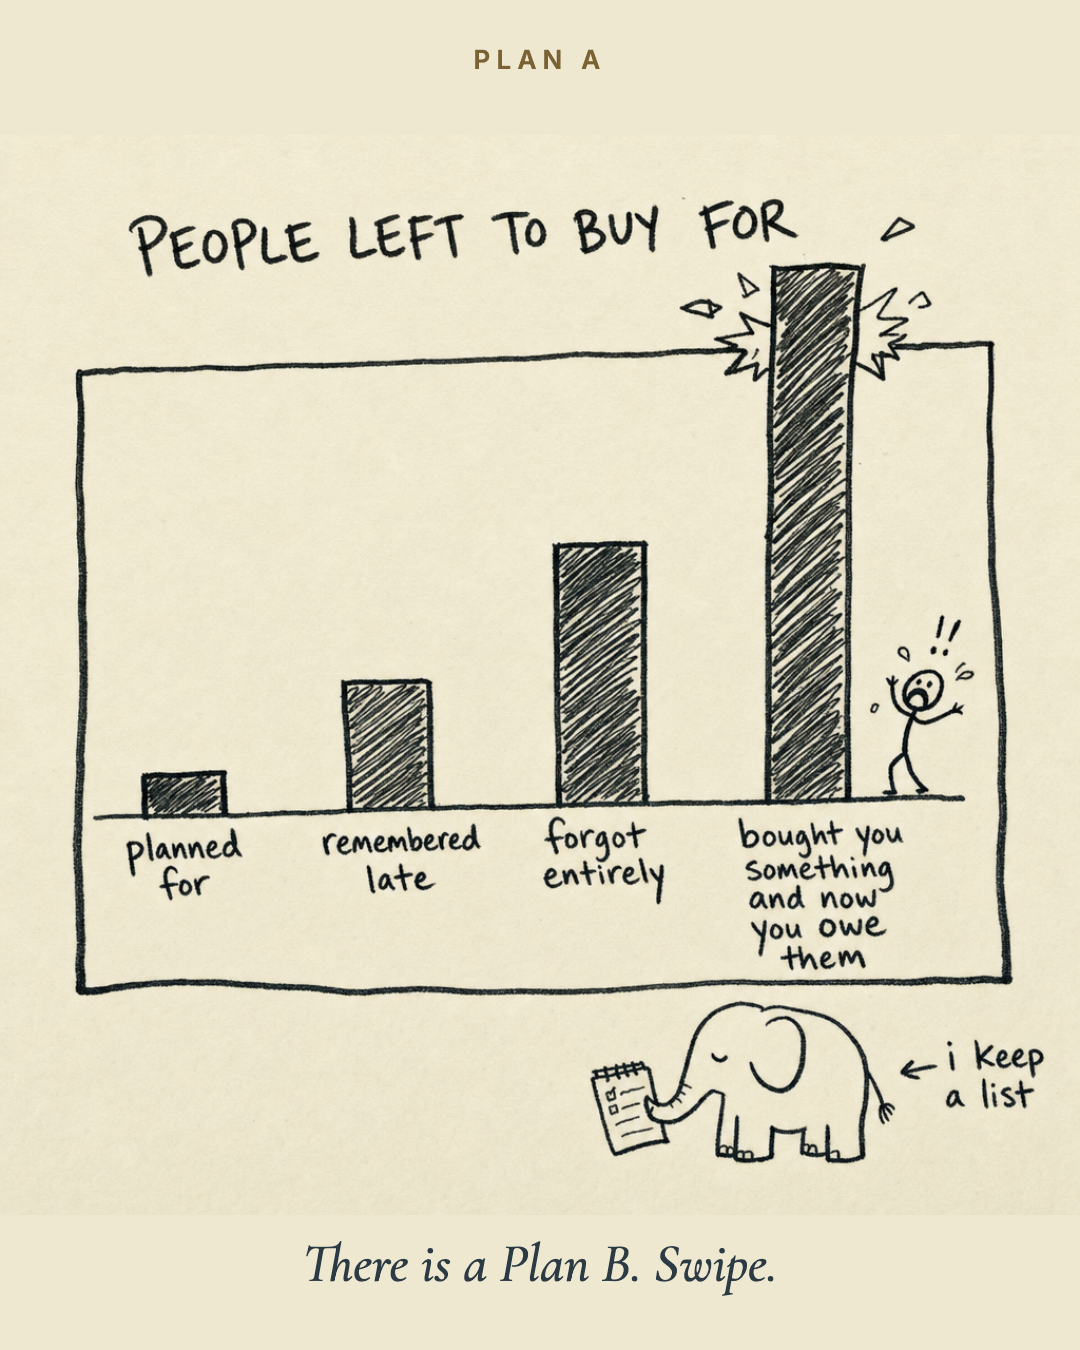 PLAN A
PEOPLE LEFT TO BUY FOR
!!
planned
for
remembered
late
forgot
entirely
bought you
something
and now
you owe
them
← i keep
a list
There is a Plan B. Swipe.